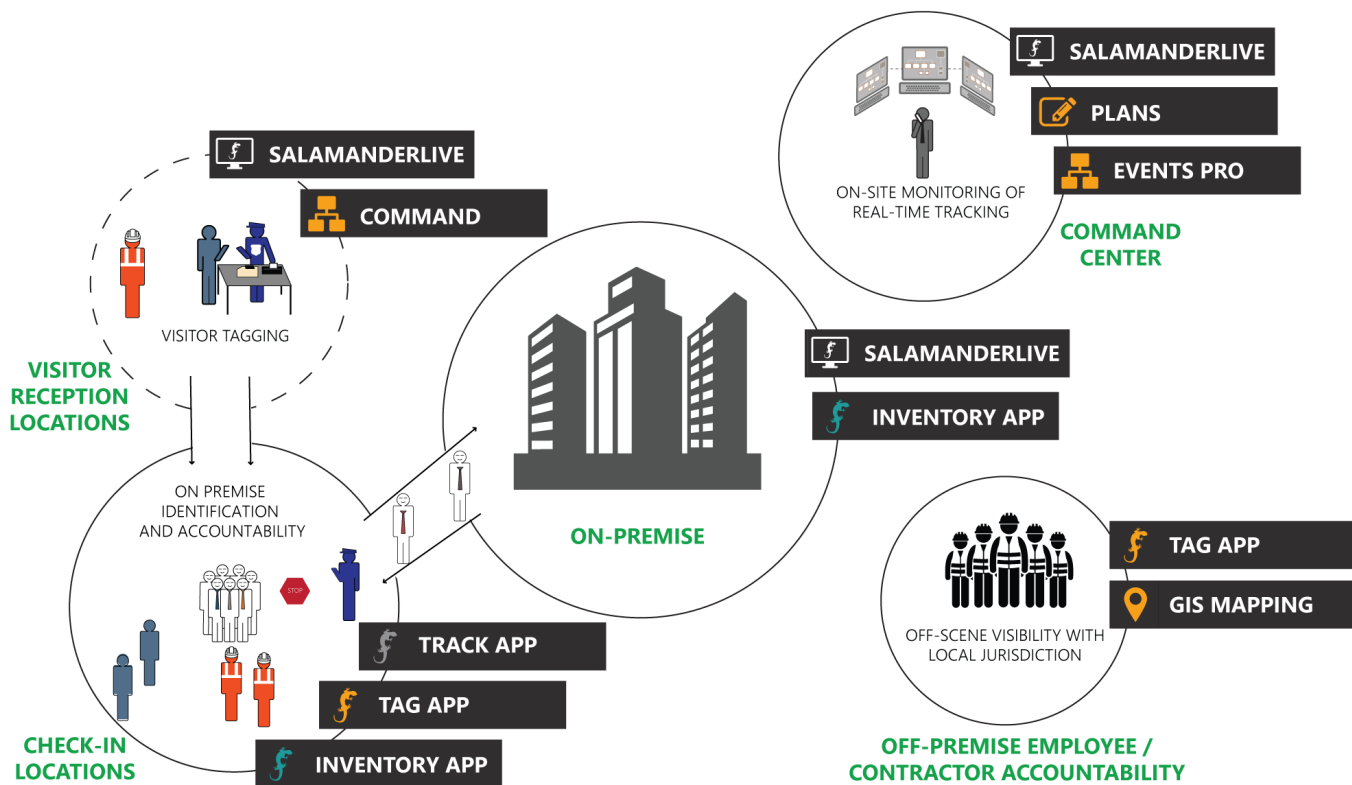 SALAMANDERLIVE
COMMAND
VISITOR TAGGING
VISITOR
RECEPTION
LOCATIONS
SALAMANDERLIVE
PLANS
EVENTS PRO
ON-SITE MONITORING OF
REAL-TIME TRACKING
COMMAND
CENTER
SALAMANDERLIVE
INVENTORY APP
ON-PREMISE
ON PREMISE
IDENTIFICATION
AND ACCOUNTABILITY
STOP
TRACK APP
TAG APP
INVENTORY APP
CHECK-IN
LOCATIONS
TAG APP
GIS MAPPING
OFF-SCENE VISIBILITY WITH
LOCAL JURISDICTION
OFF-PREMISE EMPLOYEE /
CONTRACTOR ACCOUNTABILITY